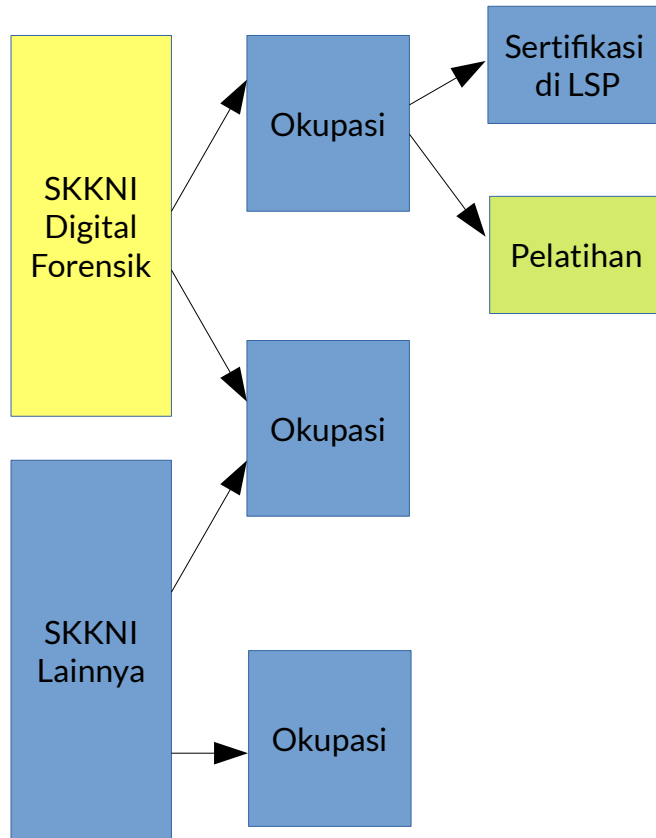 SKKNI
Digital
Forensik
Okupasi
Sertifikasi
di LSP
Pelatihan
Okupasi
SKKNI
Lainnya
Okupasi